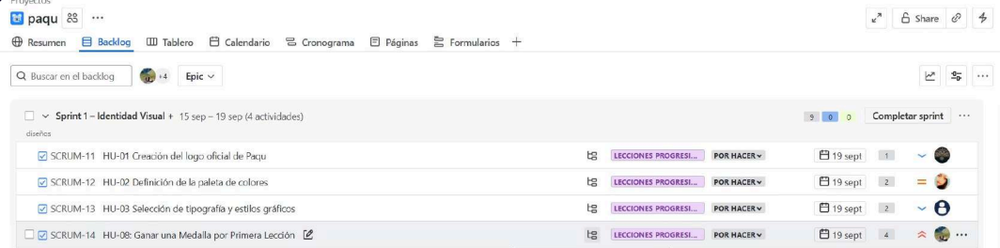 Proyectos
paqu
Share
Resumen Backlog Tablero Calendario Cronograma Páginas Formularios
Buscar en el backlog +4 Epic
Sprint 1 – Identidad Visual + 15 sep – 19 sep (4 actividades) 9 0 0 Completar sprint
diseños
SCRUM-11 HU-01 Creación del logo oficial de Paqu LECCIONES PROGRESI... POR HACER 19 sept 1
SCRUM-12 HU-02 Definición de la paleta de colores LECCIONES PROGRESI... POR HACER 19 sept 2
SCRUM-13 HU-03 Selección de tipografía y estilos gráficos LECCIONES PROGRESI... POR HACER 19 sept 2
SCRUM-14 HU-08: Ganar una Medalla por Primera Lección LECCIONES PROGRESI... POR HACER 19 sept 4